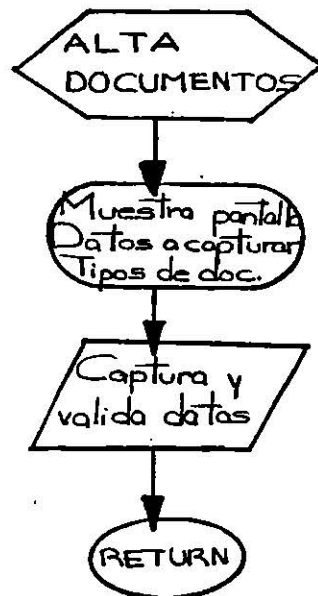 ALTA
DOCUMENTOS
Muestra pantalla
Datos a capturar
Tipos de doc.
Captura y
valida datos
RETURN